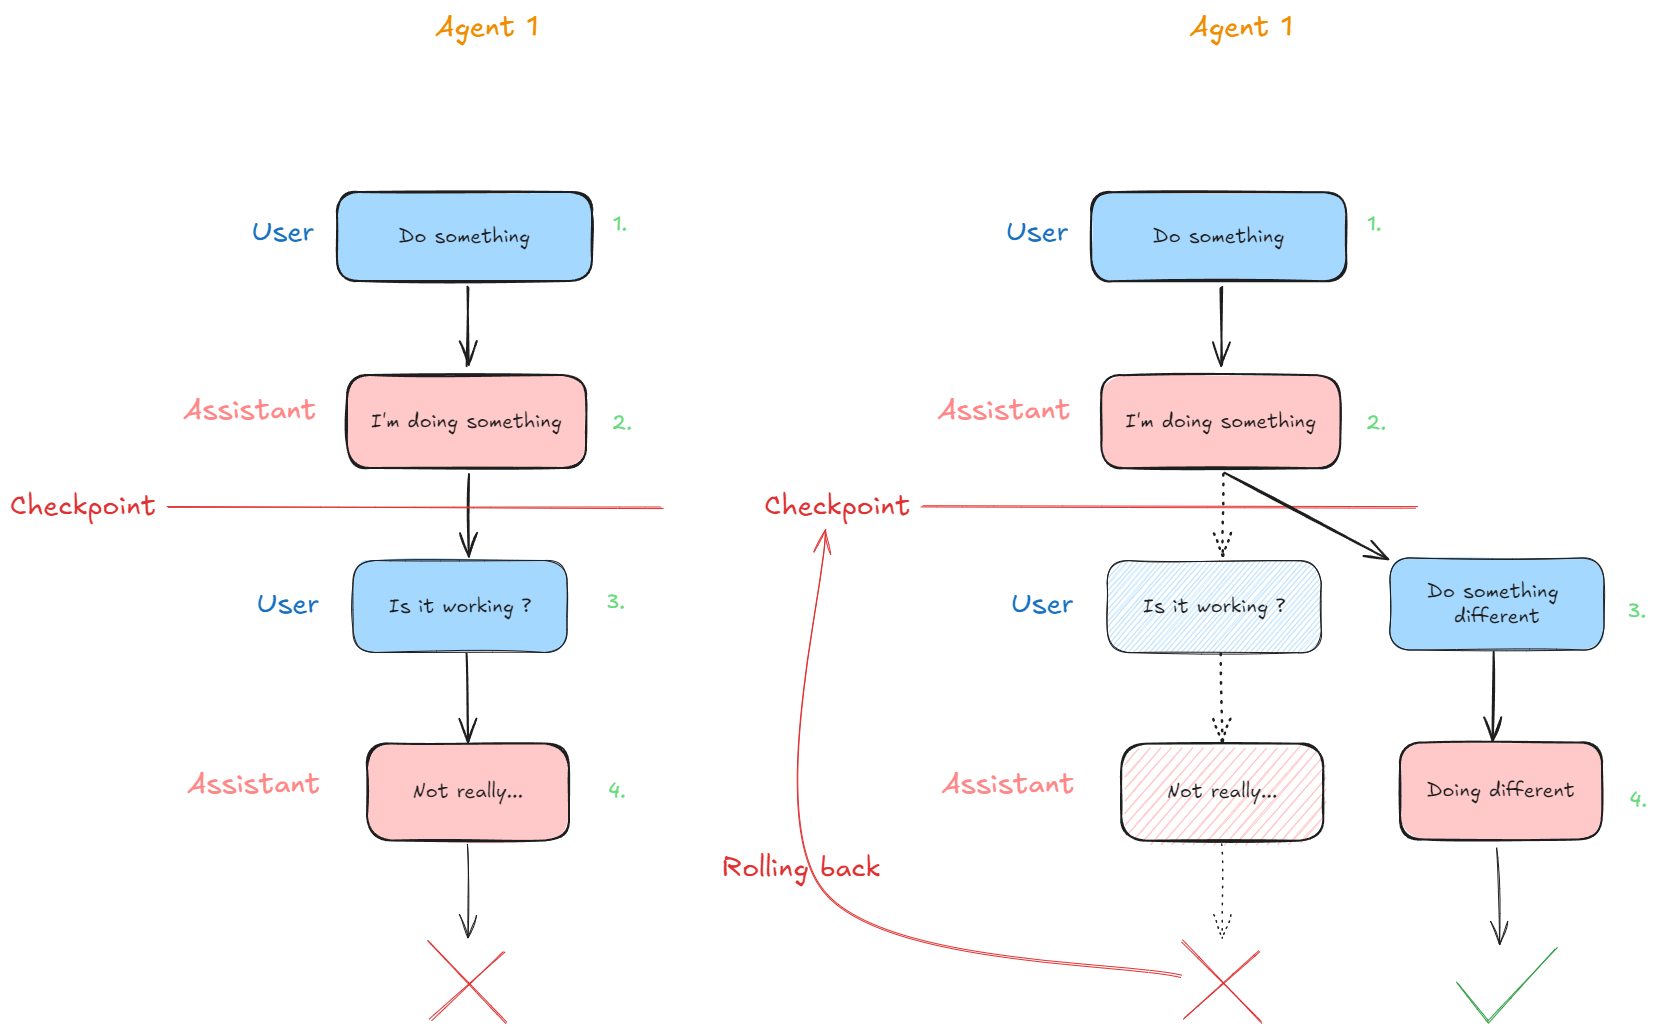 Agent 1
User
Do something
1.
Assistant
I'm doing something
2.
Checkpoint
User
Is it working ?
3.
Assistant
Not really...
4.
Agent 1
User
Do something
1.
Assistant
I'm doing something
2.
Checkpoint
User
Is it working ?
Do something
different
3.
Assistant
Not really...
Doing different
4.
Rolling back